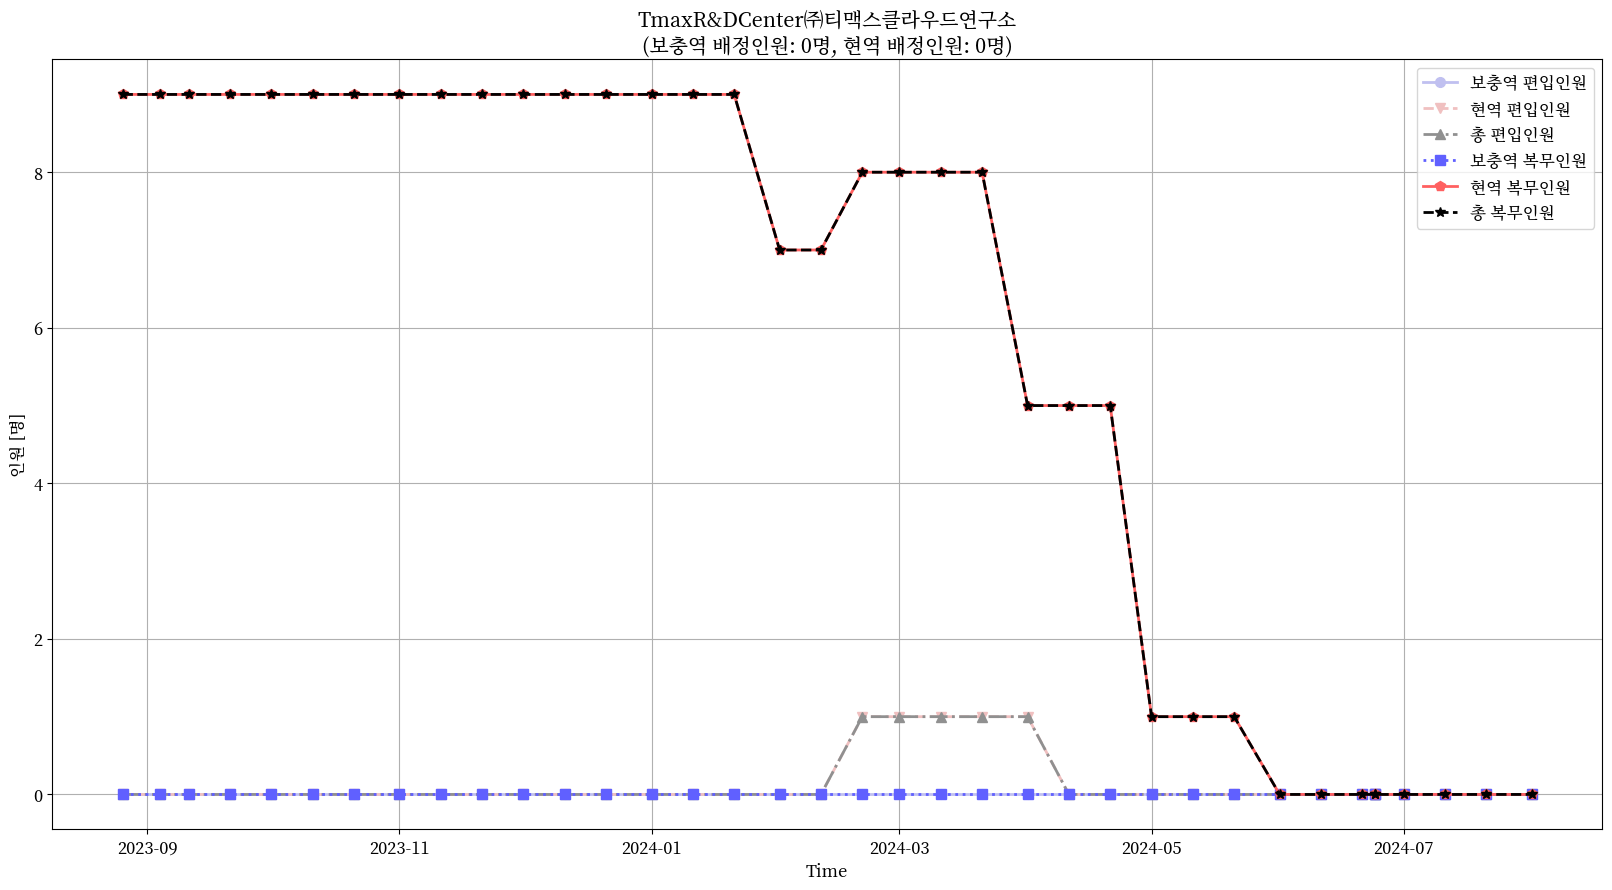 TmaxR&DCenter㈜티맥스클라우드연구소
(보충역 배정인원: 0명, 현역 배정인원: 0명)
보충역 편입인원
현역 편입인원
총 편입인원
보충역 복무인원
현역 복무인원
총 복무인원
인원 [명]
8
6
4
2
0
2023-09
2023-11
2024-01
2024-03
2024-05
2024-07
Time